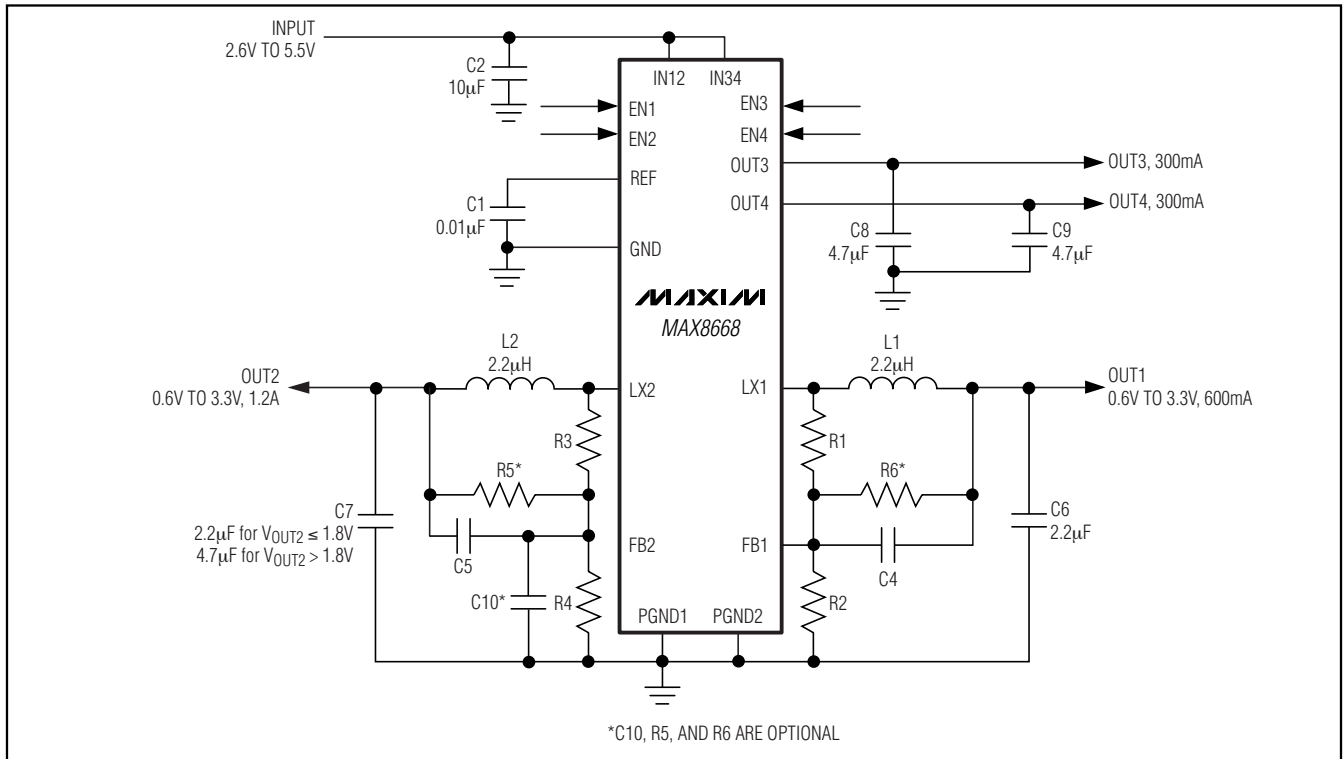 INPUT
2.6V TO 5.5V
C2
10μF
IN12
IN34
EN1
EN2
EN3
EN4
REF
OUT3
OUT3, 300mA
OUT4
OUT4, 300mA
C1
0.01μF
GND
C8
4.7μF
C9
4.7μF
MAXIM
MAX8668
L2
2.2μH
L1
2.2μH
OUT2
0.6V TO 3.3V, 1.2A
LX2
LX1
OUT1
0.6V TO 3.3V, 600mA
R3
R1
R5*
R6*
C7
2.2μF for VOUT2 ≤ 1.8V
4.7μF for VOUT2 > 1.8V
C5
FB2
FB1
C4
C6
2.2μF
C10*
R4
R2
PGND1
PGND2
*C10, R5, AND R6 ARE OPTIONAL